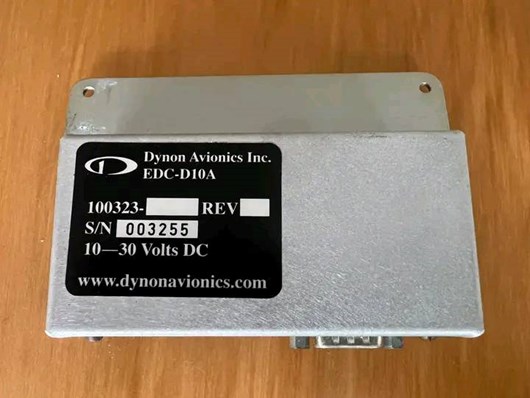 Dynon Avionics Inc.
EDC-D10A
100323- REV
S/N 003255
10—30 Volts DC
www.dynonavionics.com